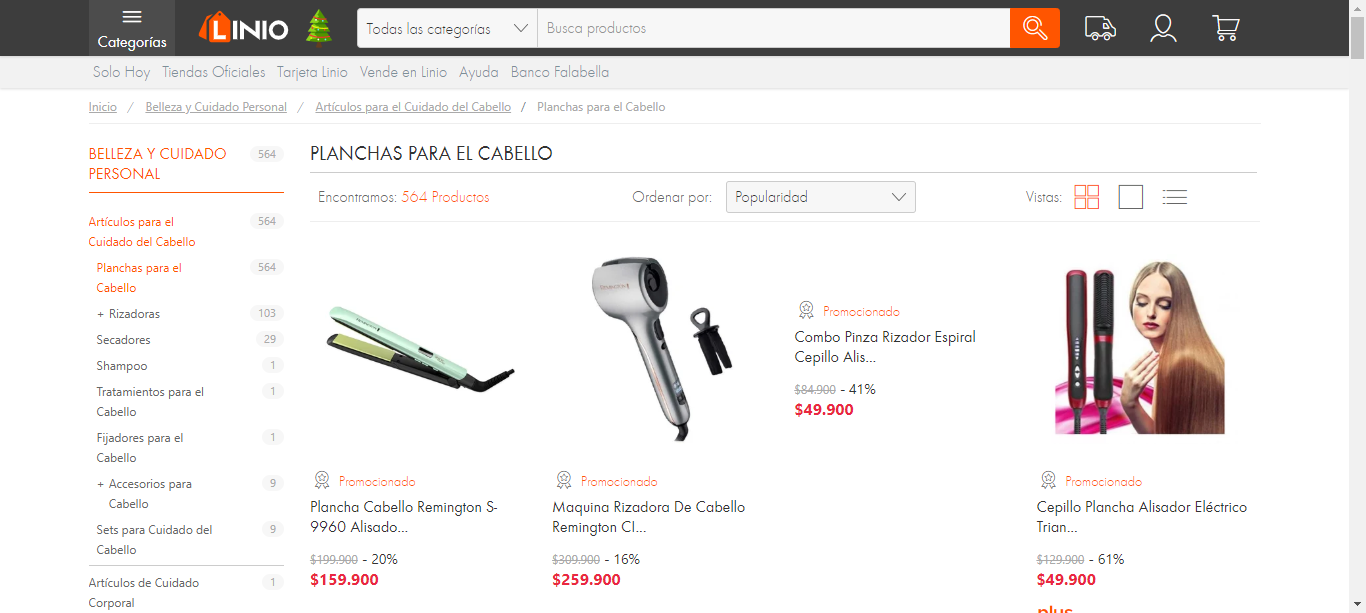 Categorías
LINIO
Todas las categorías
Busca productos
Solo Hoy Tiendas Oficiales Tarjeta Linio Vende en Linio Ayuda Banco Falabella
Inicio / Belleza y Cuidado Personal / Artículos para el Cuidado del Cabello / Planchas para el Cabello
BELLEZA Y CUIDADO 564
PERSONAL
Artículos para el 564
Cuidado del Cabello
Planchas para el 564
Cabello
+ Rizadoras 103
Secadores 29
Shampoo 1
Tratamientos para el 1
Cabello
Fijadores para el 1
Cabello
+ Accesorios para 9
Cabello
Sets para Cuidado del 9
Cabello
Artículos de Cuidado 1
Corporal
PLANCHAS PARA EL CABELLO
Encontramos: 564 Productos
Ordenar por: Popularidad
Vistas:
Promocionado
Plancha Cabello Remington S-
9960 Alisado...
$199.900 - 20%
$159.900
Promocionado
Maquina Rizadora De Cabello
Remington CI...
$309.900 - 16%
$259.900
Promocionado
Combo Pinza Rizador Espiral
Cepillo Alis...
$84.900 - 41%
$49.900
Promocionado
Cepillo Plancha Alisador Eléctrico
Trian...
$129.900 - 61%
$49.900
plus